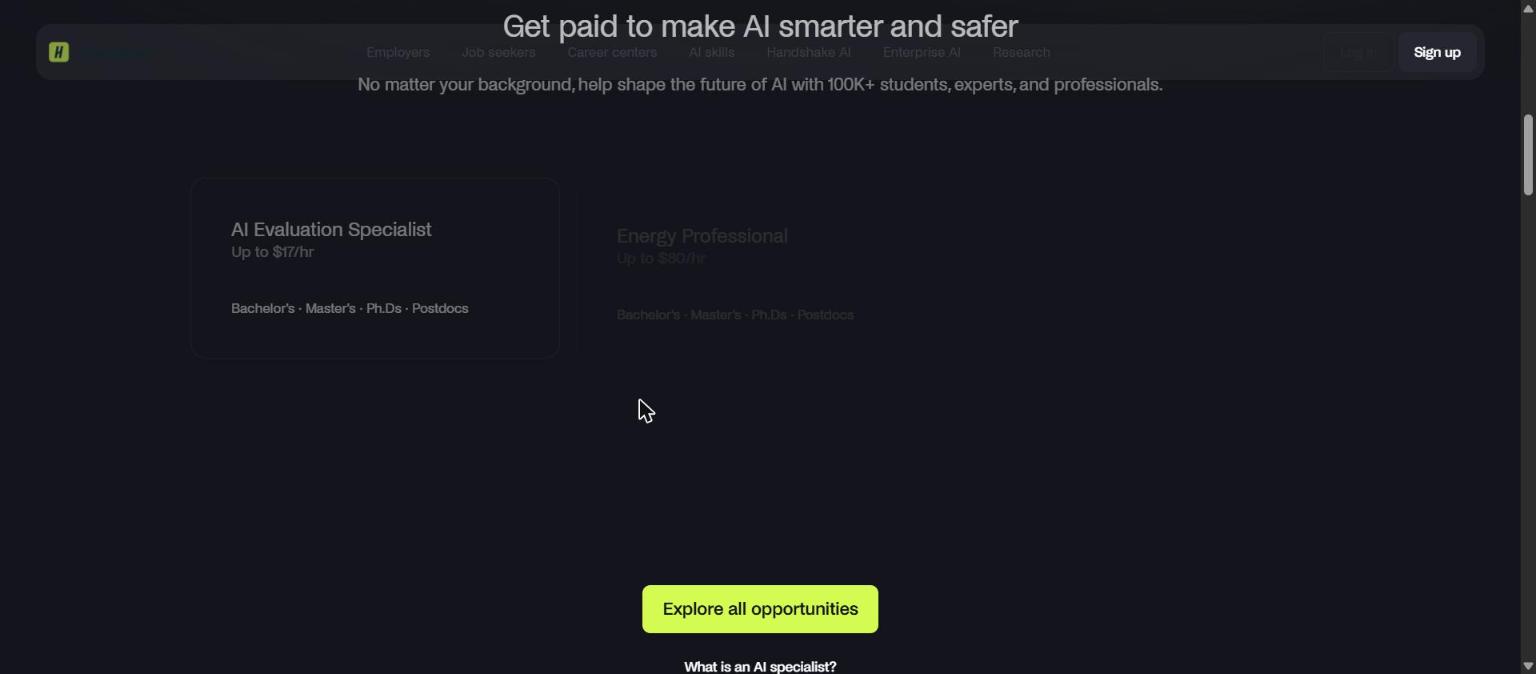 Get paid to make AI smarter and safer
H
Employers Job seekers Career centers AI skills Handshake AI Enterprise AI Research Log in Sign up
No matter your background, help shape the future of AI with 100K+ students, experts, and professionals.
AI Evaluation Specialist
Up to $17/hr
Bachelor's · Master's · Ph.Ds · Postdocs
Energy Professional
Up to $80/hr
Bachelor's · Master's · Ph.Ds · Postdocs
Explore all opportunities
What is an AI specialist?